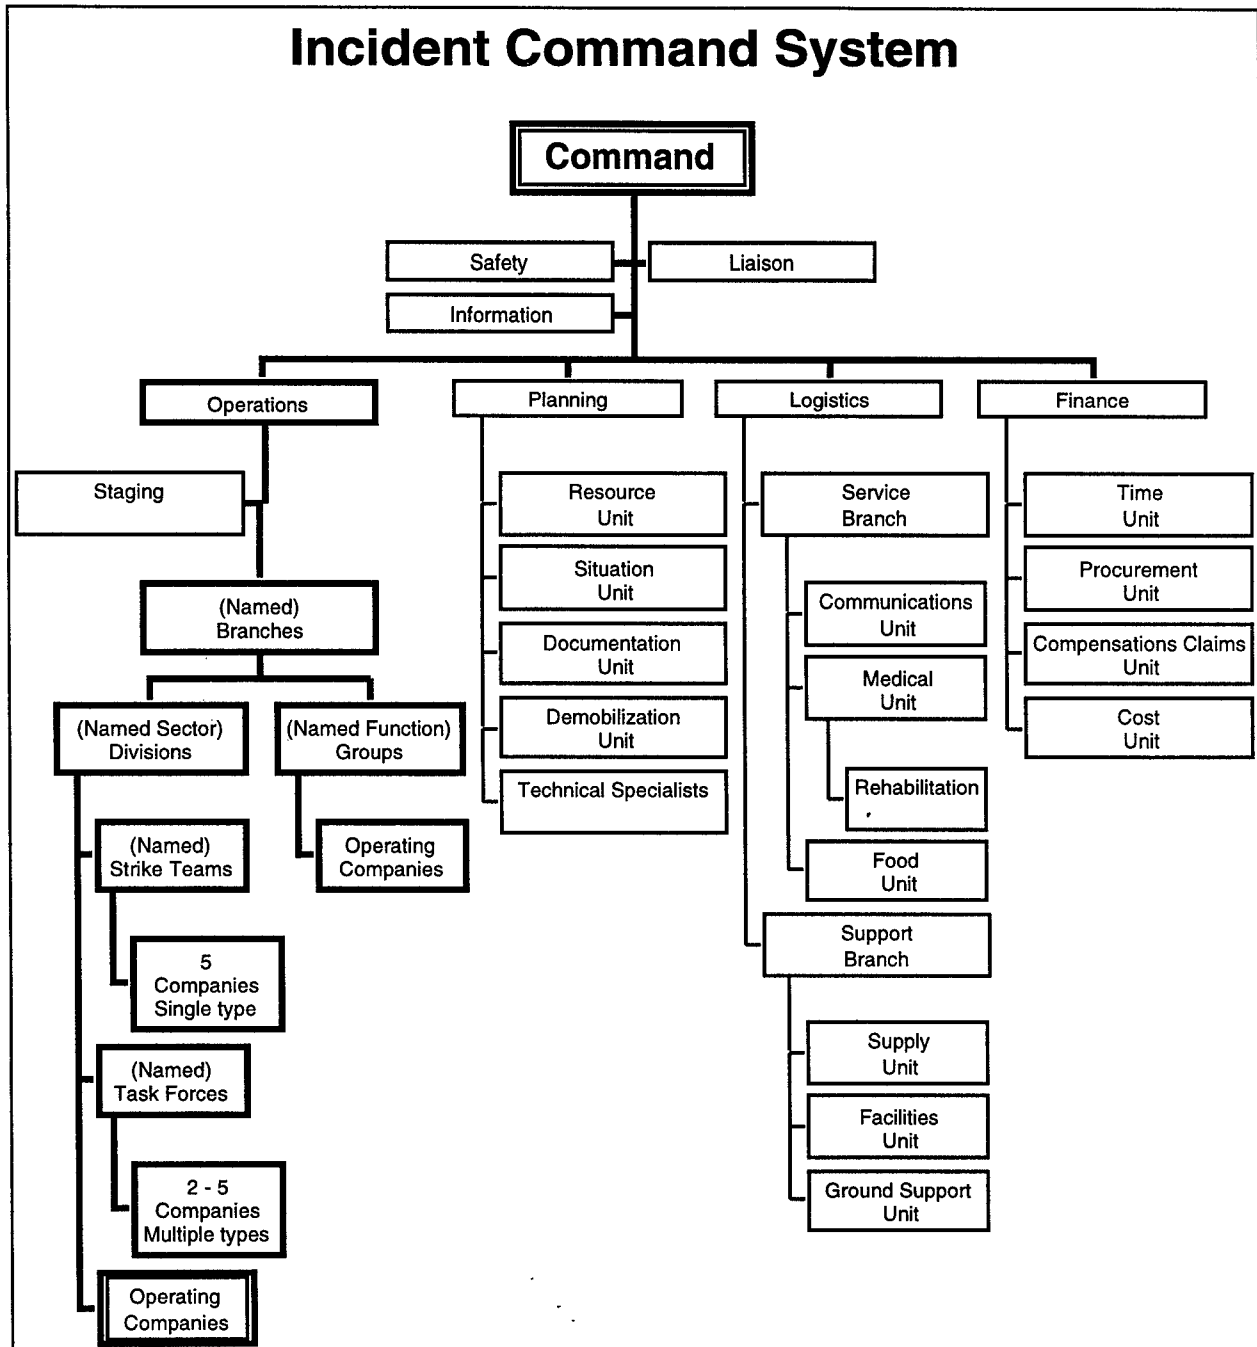 Incident Command System
Command
Safety
Liaison
Information
Operations
Planning
Logistics
Finance
Staging
Resource
Unit
Service
Branch
Time
Unit
Situation
Unit
Procurement
Unit
(Named)
Branches
Communications
Unit
Documentation
Unit
Compensations Claims
Unit
Medical
Unit
(Named Sector)
Divisions
(Named Function)
Groups
Demobilization
Unit
Cost
Unit
Technical Specialists
Rehabilitation
(Named)
Strike Teams
Operating
Companies
Food
Unit
Support
Branch
5
Companies
Single type
Supply
Unit
(Named)
Task Forces
Facilities
Unit
2 - 5
Companies
Multiple types
Ground Support
Unit
Operating
Companies